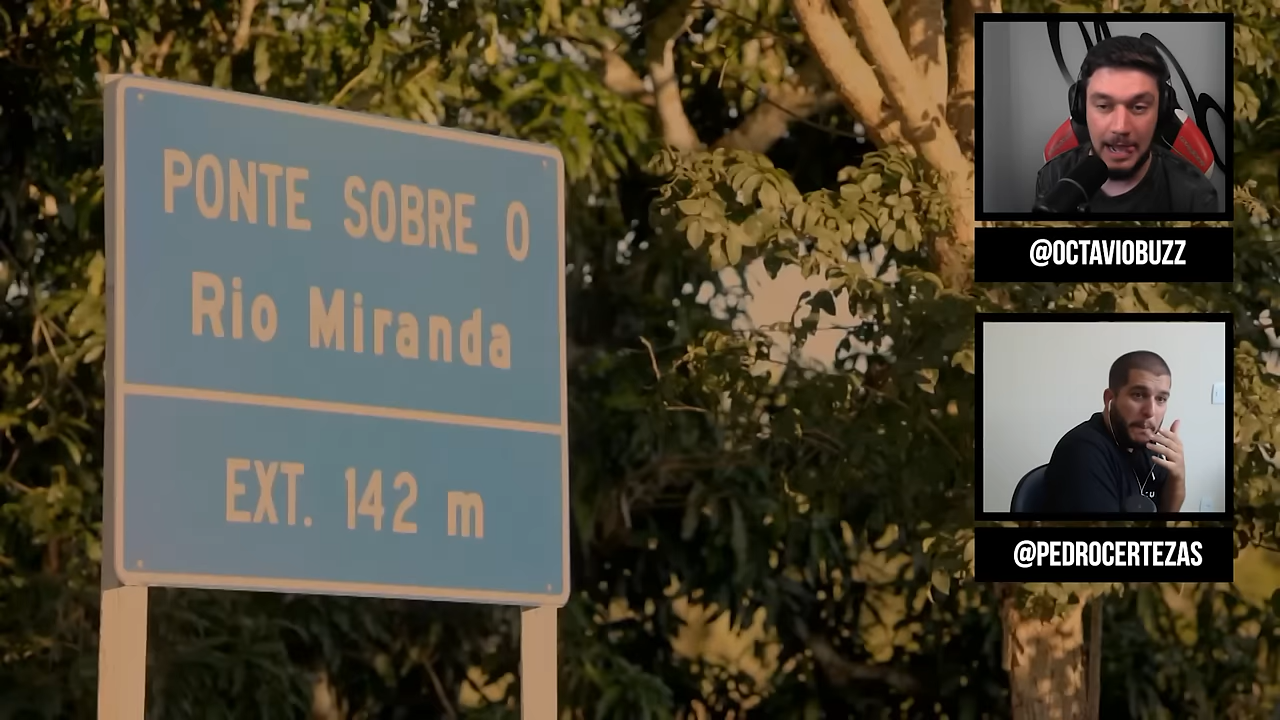 PONTE SOBRE O
Rio Miranda
EXT. 142 m
@OCTAVIOBUZZ
@PEDROCERTEZAS